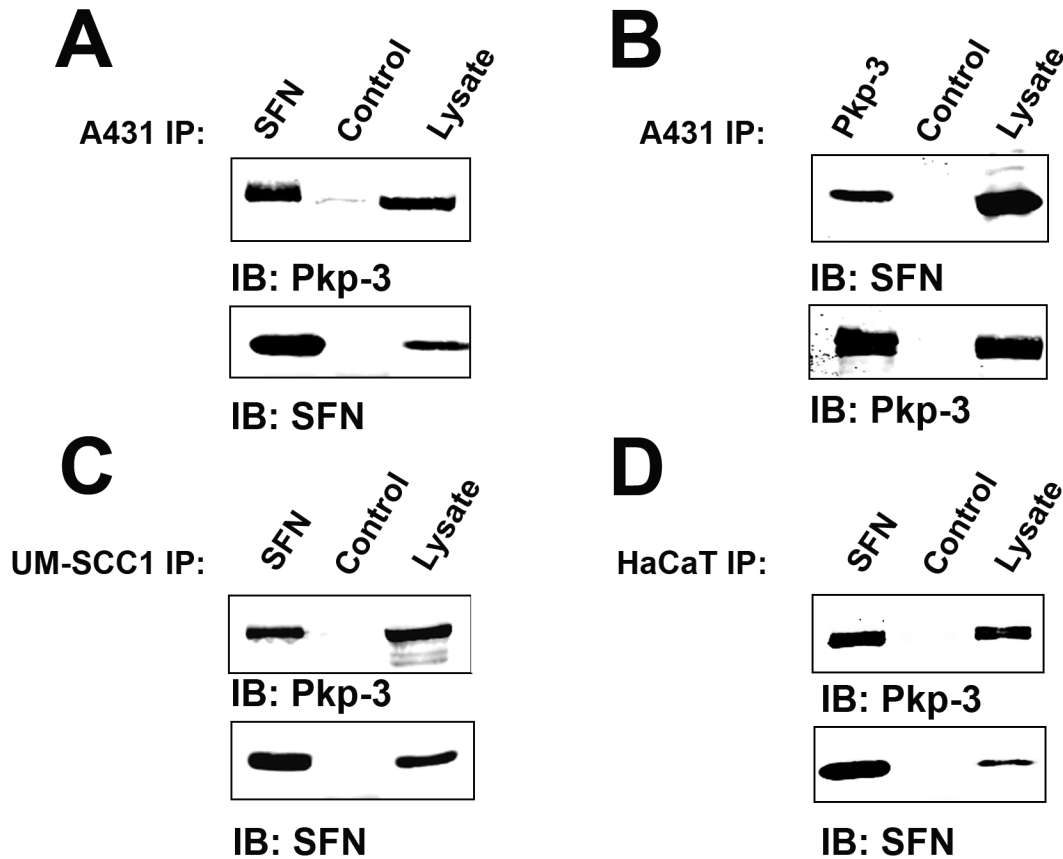 A
SFN Control Lysate
A431 IP:
IB: Pkp-3
IB: SFN
B
Pkp-3 Control Lysate
A431 IP:
IB: SFN
IB: Pkp-3
C
SFN Control Lysate
UM-SCC1 IP:
IB: Pkp-3
IB: SFN
D
SFN Control Lysate
HaCaT IP:
IB: Pkp-3
IB: SFN